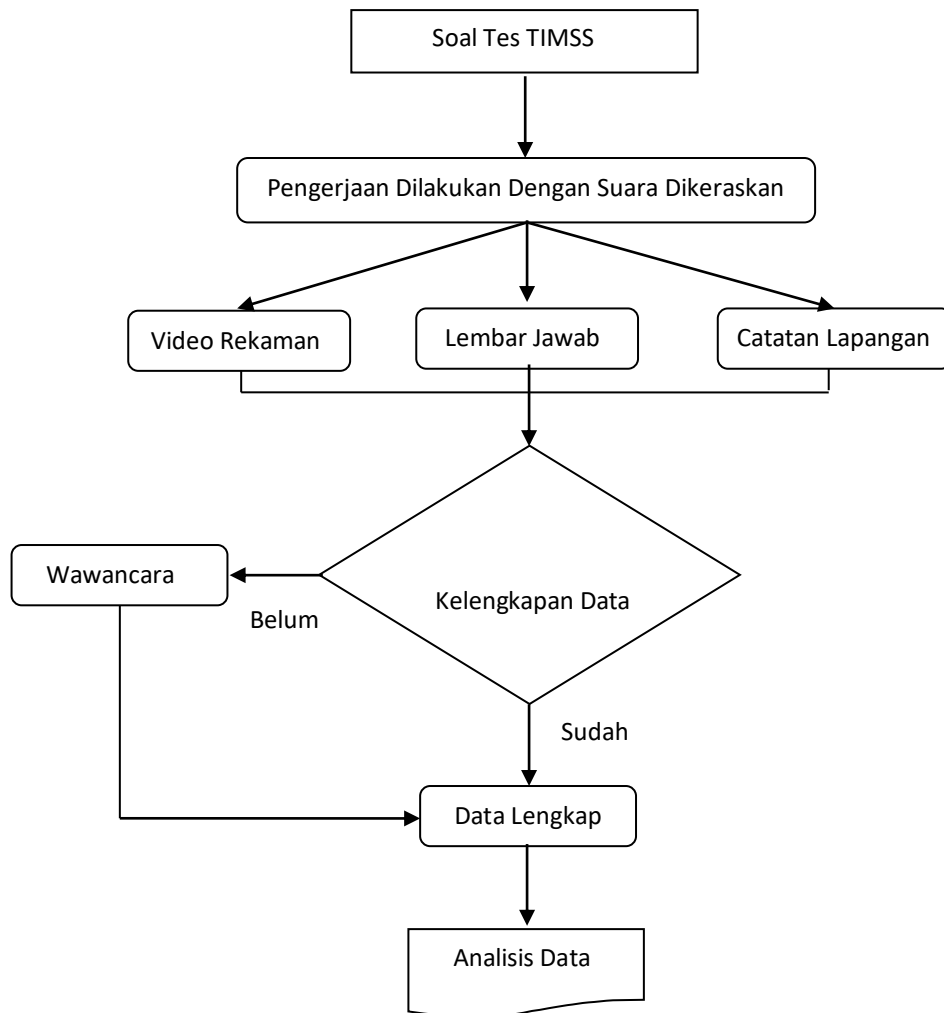 Soal Tes TIMSS
Pengerjaan Dilakukan Dengan Suara Dikeraskan
Video Rekaman
Lembar Jawab
Catatan Lapangan
Wawancara
Kelengkapan Data
Belum
Sudah
Data Lengkap
Analisis Data